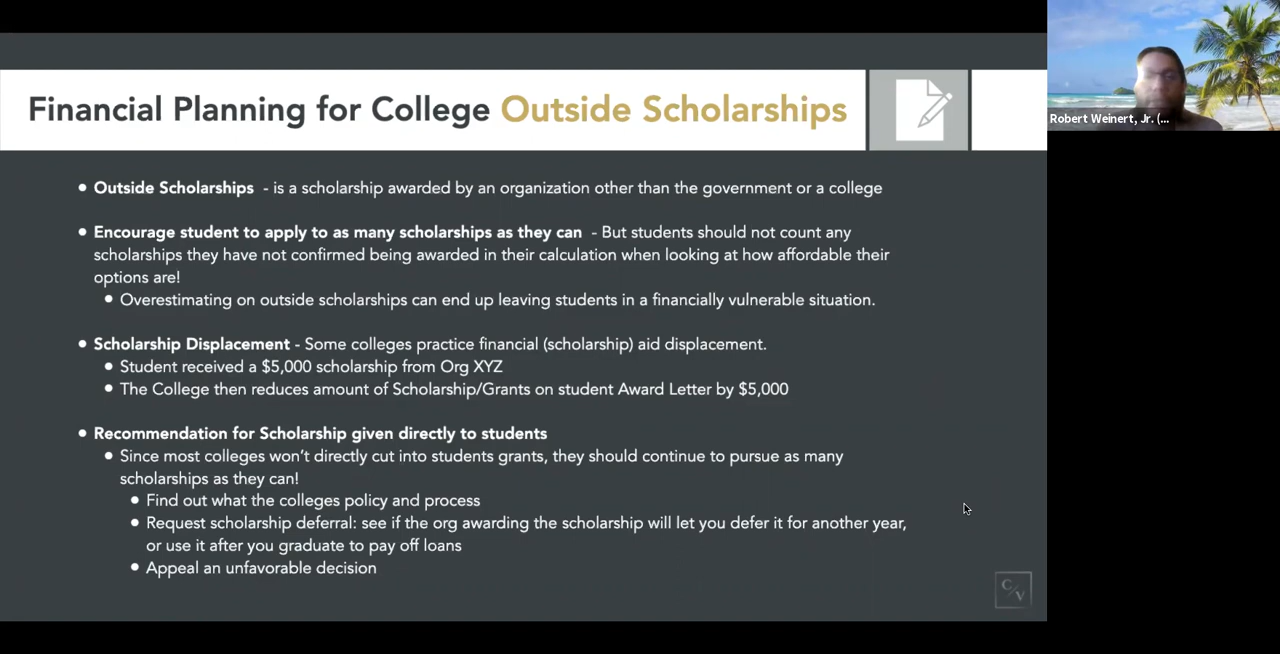 Financial Planning for College Outside Scholarships
Robert Weinert, Jr. (...
• Outside Scholarships - is a scholarship awarded by an organization other than the government or a college
• Encourage student to apply to as many scholarships as they can - But students should not count any
scholarships they have not confirmed being awarded in their calculation when looking at how affordable their
options are!
• Overestimating on outside scholarships can end up leaving students in a financially vulnerable situation.
• Scholarship Displacement - Some colleges practice financial (scholarship) aid displacement.
• Student received a $5,000 scholarship from Org XYZ
• The College then reduces amount of Scholarship/Grants on student Award Letter by $5,000
• Recommendation for Scholarship given directly to students
• Since most colleges won't directly cut into students grants, they should continue to pursue as many
scholarships as they can!
• Find out what the colleges policy and process
• Request scholarship deferral: see if the org awarding the scholarship will let you defer it for another year,
or use it after you graduate to pay off loans
• Appeal an unfavorable decision
C/V